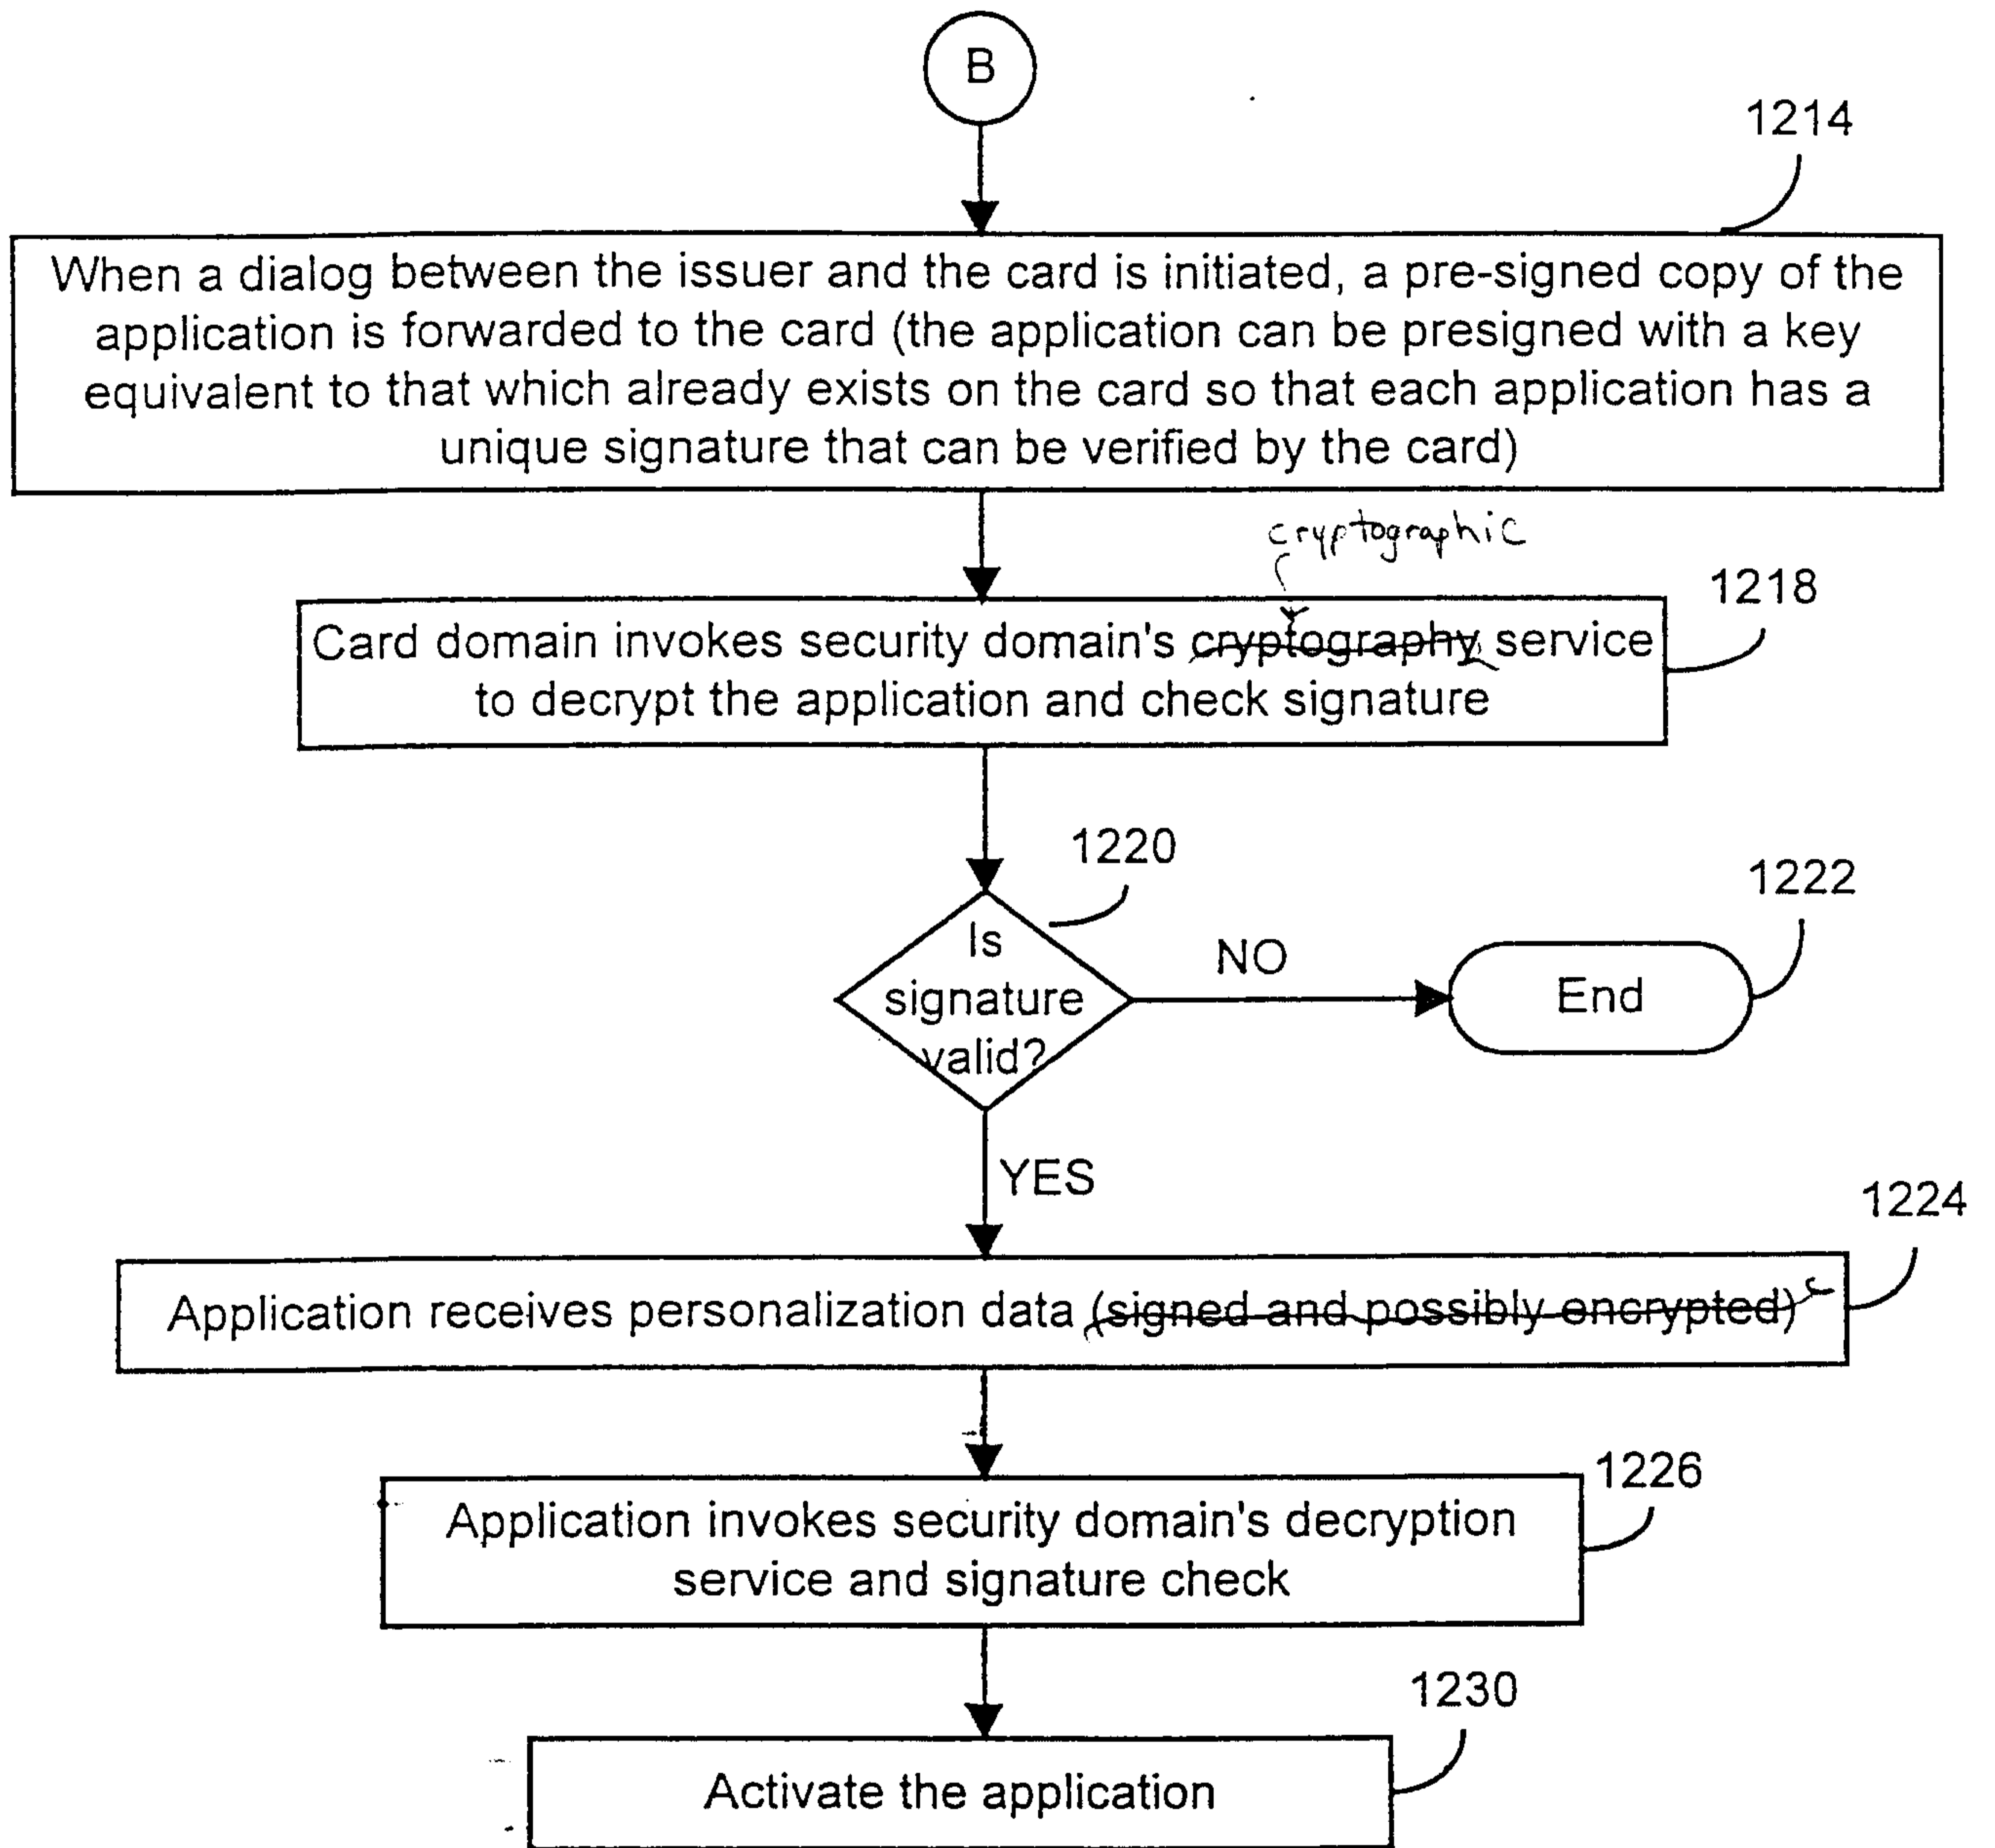 B
1214
When a dialog between the issuer and the card is initiated, a pre-signed copy of the
application is forwarded to the card (the application can be presigned with a key
equivalent to that which already exists on the card so that each application has a
unique signature that can be verified by the card)
cryptographic
1218
Card domain invokes security domain's cryptography service
to decrypt the application and check signature
1220
1222
Is
signature
valid?
NO
End
YES
1224
Application receives personalization data (signed and possibly encrypted)
1226
Application invokes security domain's decryption
service and signature check
1230
Activate the application